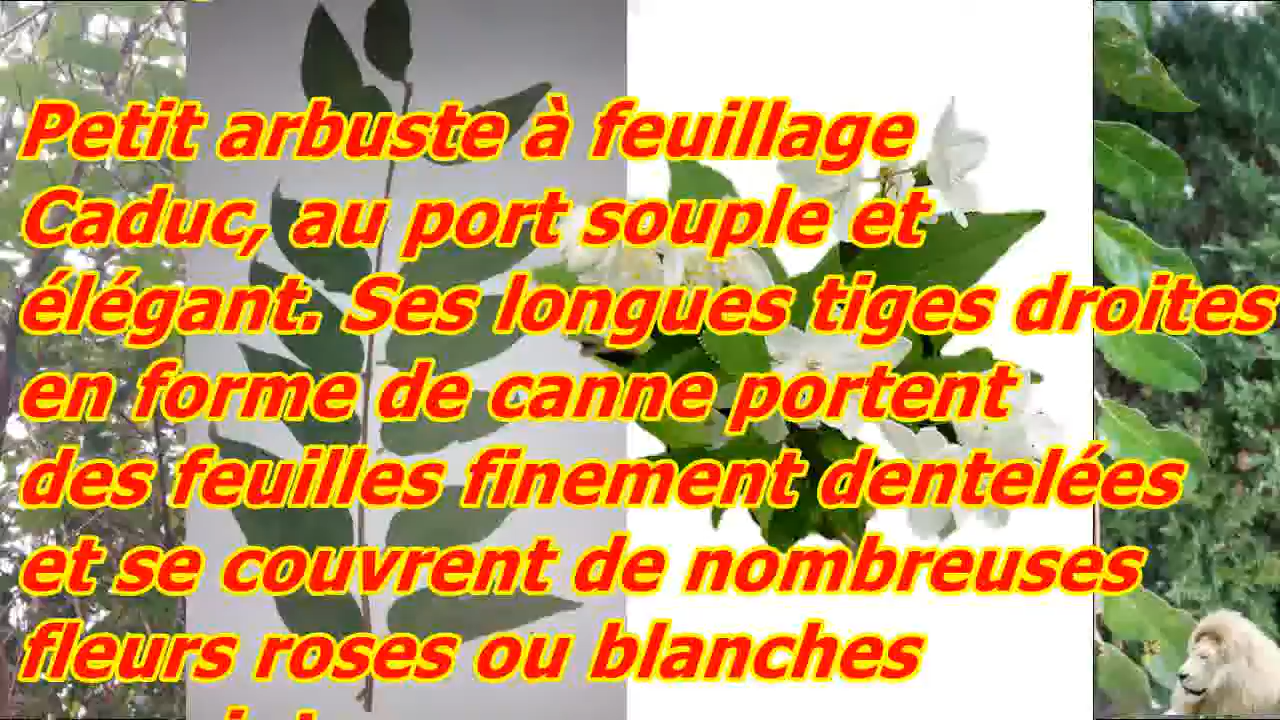 Petit arbuste à feuillage
Caduc, au port souple et
élégant. Ses longues tiges droites
en forme de canne portent
des feuilles finement dentelées
et se couvrent de nombreuses
fleurs roses ou blanches